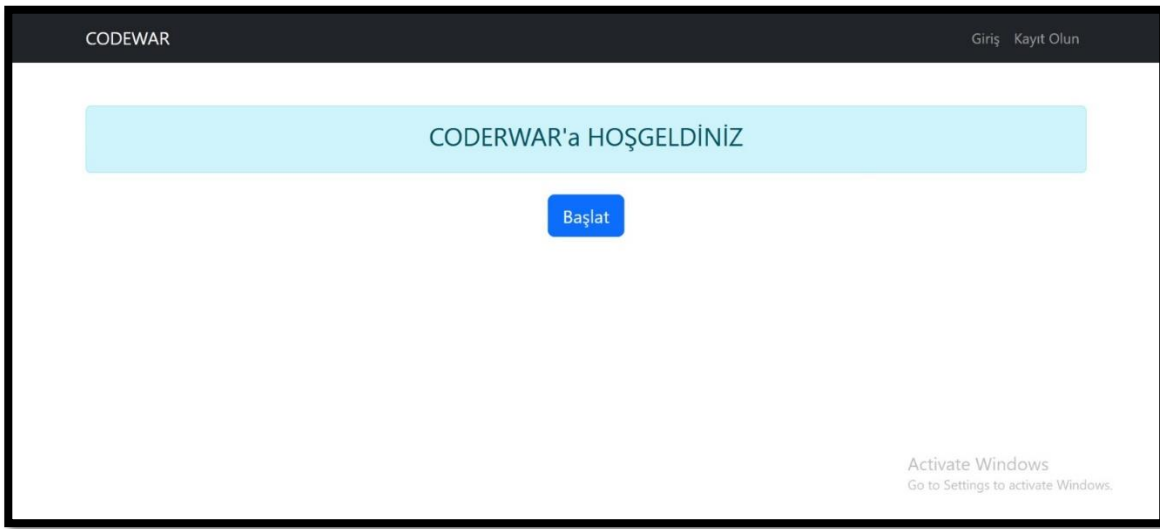 CODEWAR
Giriş Kayıt Olun
CODERWAR'a HOŞGELDİNİZ
Başlat
Activate Windows
Go to Settings to activate Windows.